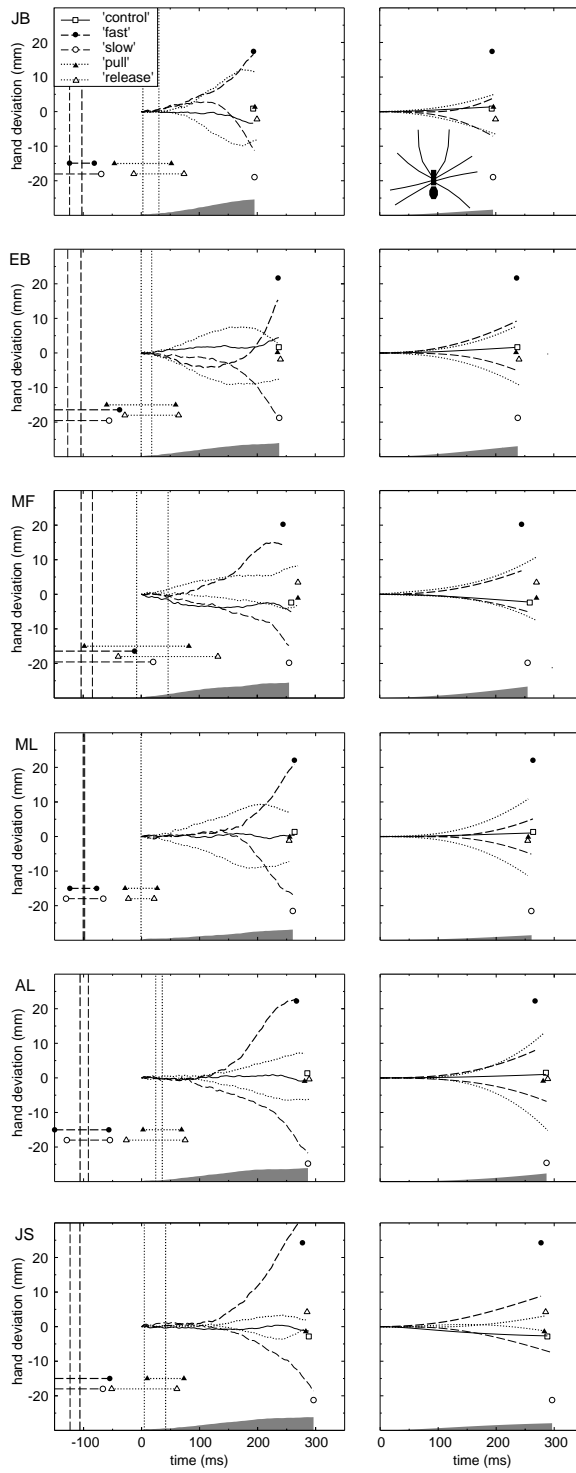 JB
'control'
'fast'
'slow'
'pull'
'release'
hand deviation (mm)
20
10
0
-10
-20
EB
hand deviation (mm)
20
10
0
-10
-20
MF
hand deviation (mm)
20
10
0
-10
-20
ML
hand deviation (mm)
20
10
0
-10
-20
AL
hand deviation (mm)
20
10
0
-10
-20
JS
hand deviation (mm)
20
10
0
-10
-20
-100 0 100 200 300 0 100 200 300
time (ms) time (ms)